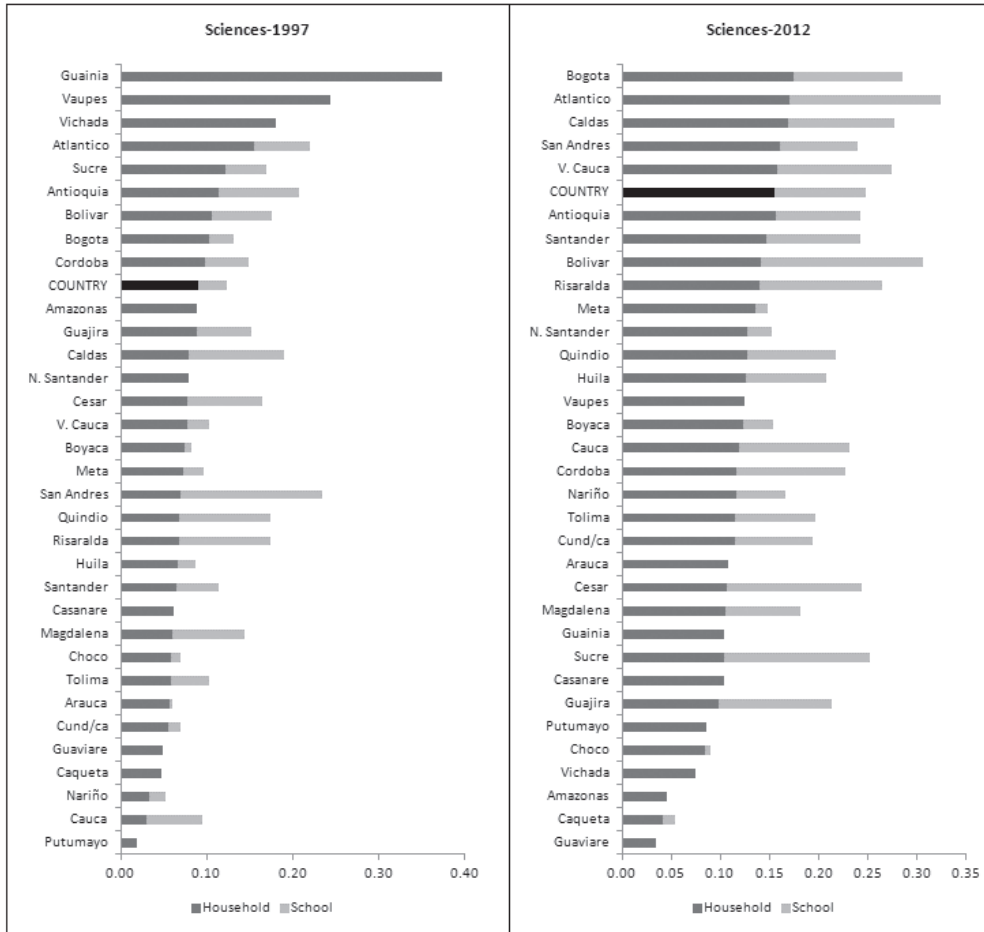 Sciences-1997
Guainia
Vaupes
Vichada
Atlantico
Sucre
Antioquia
Bolivar
Bogota
Cordoba
COUNTRY
Amazonas
Guajira
Caldas
N. Santander
Cesar
V. Cauca
Boyaca
Meta
San Andres
Quindio
Risaralda
Huila
Santander
Casanare
Magdalena
Choco
Tolima
Arauca
Cund/ca
Guaviare
Caqueta
Nariño
Cauca
Putumayo
0.00 0.10 0.20 0.30 0.40
Household School
Sciences-2012
Bogota
Atlantico
Caldas
San Andres
V. Cauca
COUNTRY
Antioquia
Santander
Bolivar
Risaralda
Meta
N. Santander
Quindio
Huila
Vaupes
Boyaca
Cauca
Cordoba
Nariño
Tolima
Cund/ca
Arauca
Cesar
Magdalena
Guainia
Sucre
Casanare
Guajira
Putumayo
Choco
Vichada
Amazonas
Caqueta
Guaviare
0.00 0.05 0.10 0.15 0.20 0.25 0.30 0.35
Household School